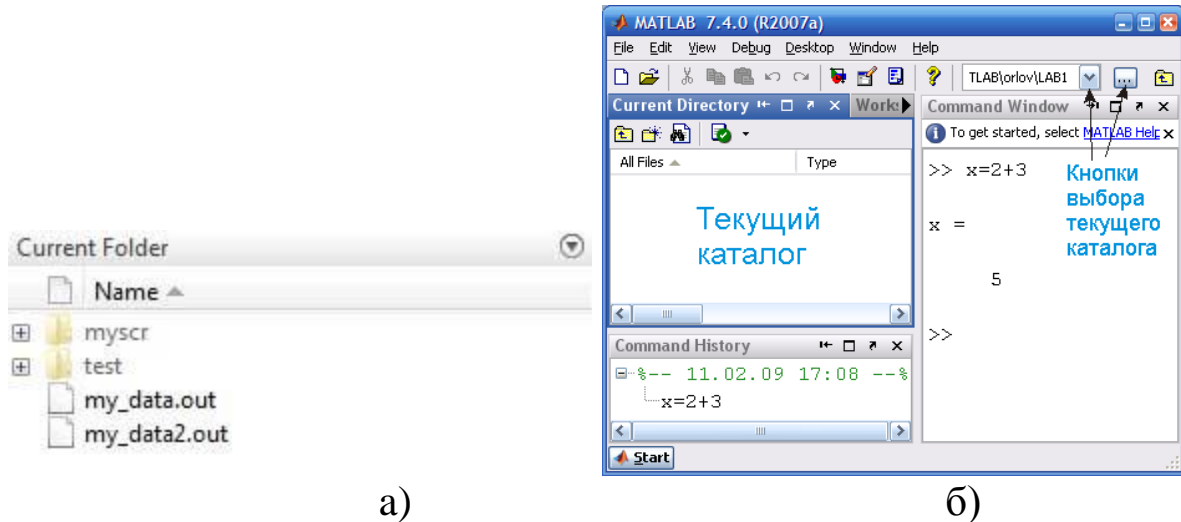 Current Folder
Name
myscr
test
my_data.out
my_data2.out
а)
MATLAB 7.4.0 (R2007a)
File Edit View Debug Desktop Window Help
TLAB\orlov\LAB1
Current Directory Work
All Files Type
Текущий
каталог
Command History
%-- 11.02.09 17:08 --%
x=2+3
Start
Command Window
To get started, select MATLAB Help
>> x=2+3
x =
5
>>
Кнопки
выбора
текущего
каталога
б)